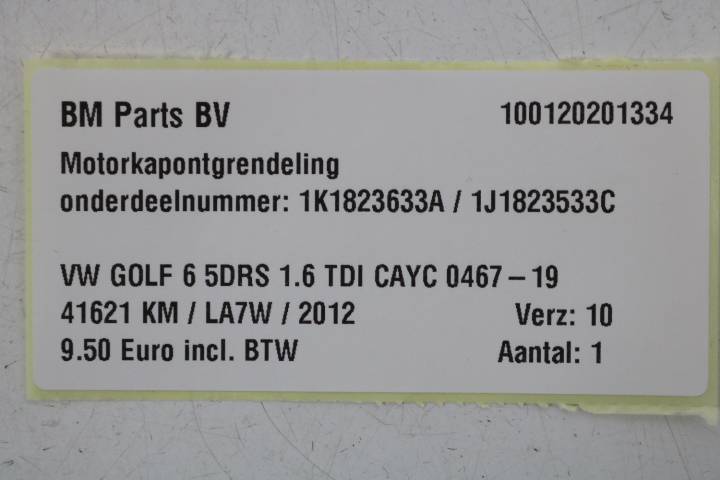 BM Parts BV 100120201334
Motorkapontgrendeling
onderdeelnummer: 1K1823633A / 1J1823533C
VW GOLF 6 5DRS 1.6 TDI CAYC 0467 – 19
41621 KM / LA7W / 2012 Verz: 10
9.50 Euro incl. BTW Aantal: 1